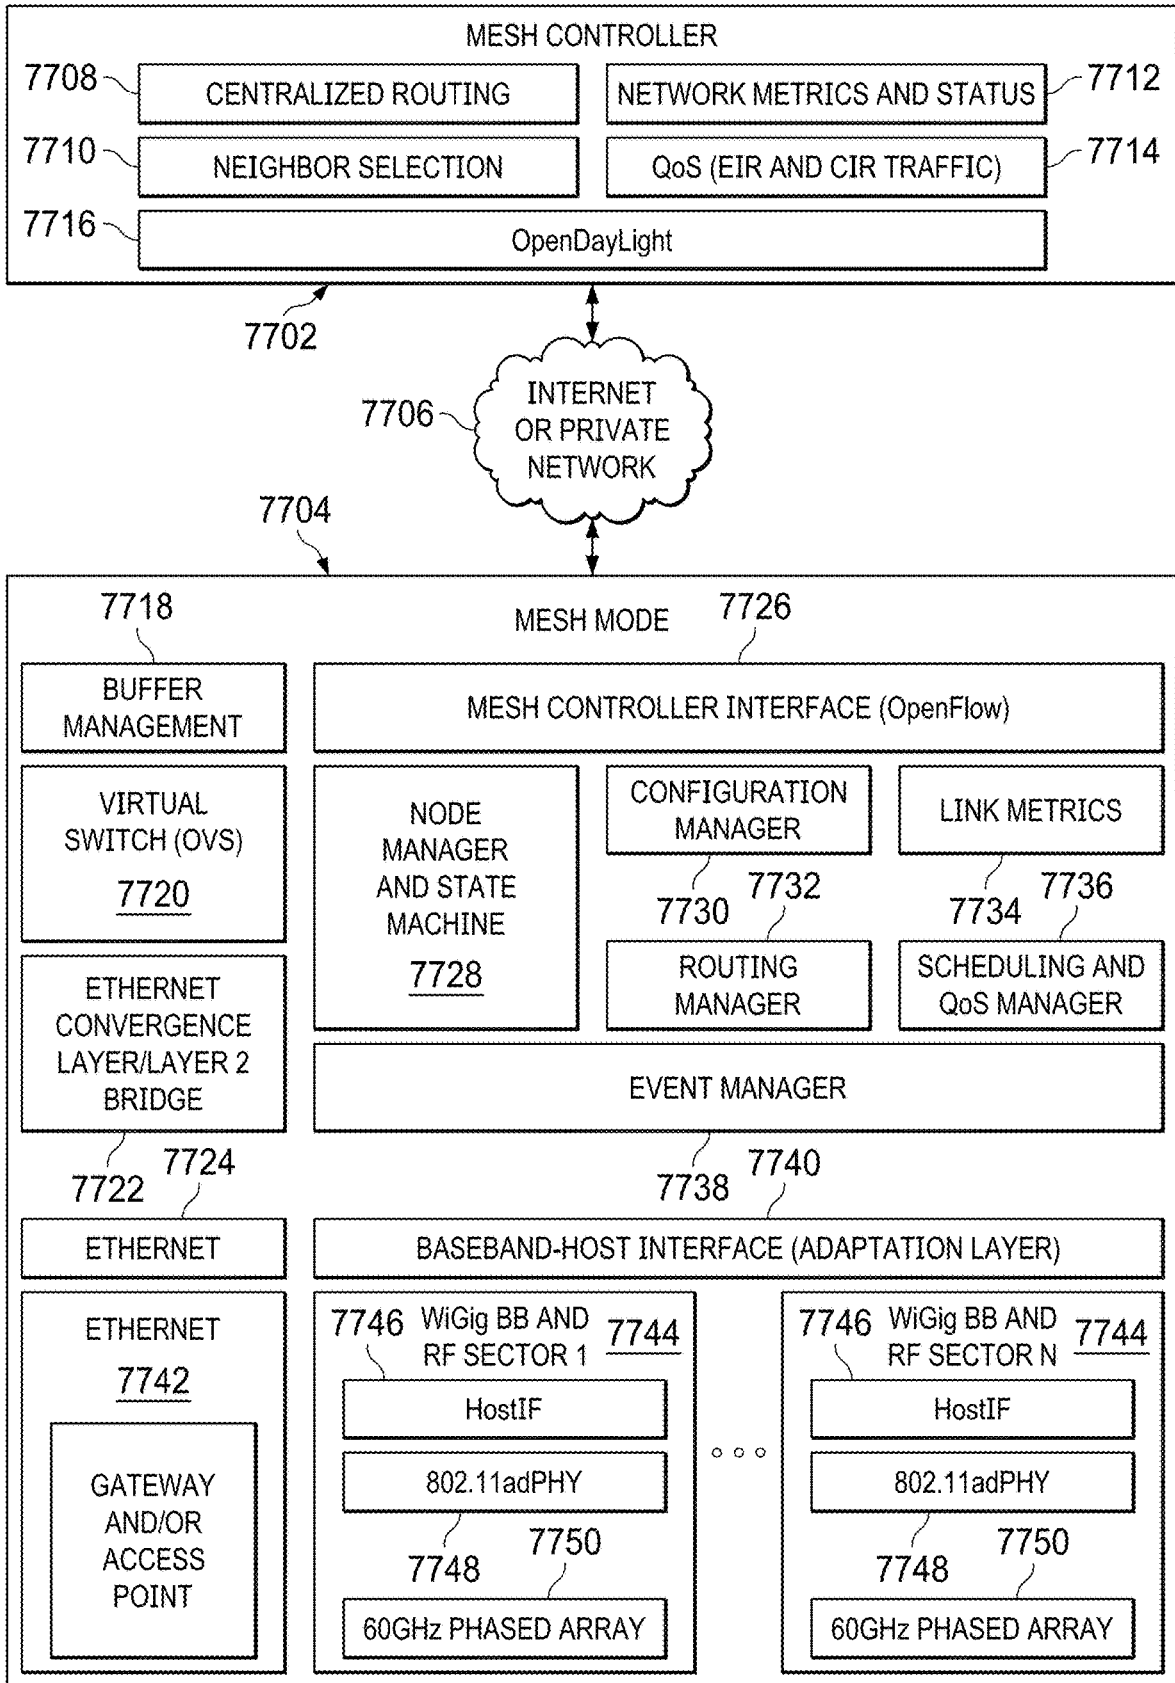 MESH CONTROLLER
7708
CENTRALIZED ROUTING
NETWORK METRICS AND STATUS
7712
7710
NEIGHBOR SELECTION
QoS (EIR AND CIR TRAFFIC)
7714
7716
OpenDayLight
7702
7706
INTERNET
OR PRIVATE
NETWORK
7704
MESH MODE
7718
7726
BUFFER
MANAGEMENT
MESH CONTROLLER INTERFACE (OpenFlow)
VIRTUAL
SWITCH (OVS)
7720
NODE
MANAGER
AND STATE
MACHINE
7728
CONFIGURATION
MANAGER
LINK METRICS
7730
7732
7734
7736
ROUTING
MANAGER
SCHEDULING AND
QoS MANAGER
ETHERNET
CONVERGENCE
LAYER/LAYER 2
BRIDGE
EVENT MANAGER
7722
7724
7738
7740
ETHERNET
BASEBAND-HOST INTERFACE (ADAPTATION LAYER)
ETHERNET
7742
GATEWAY
AND/OR
ACCESS
POINT
7746
WiGig BB AND
RF SECTOR 1
7744
HostIF
802.11adPHY
7748
7750
60GHz PHASED ARRAY
7746
WiGig BB AND
RF SECTOR N
7744
HostIF
802.11adPHY
7748
7750
60GHz PHASED ARRAY